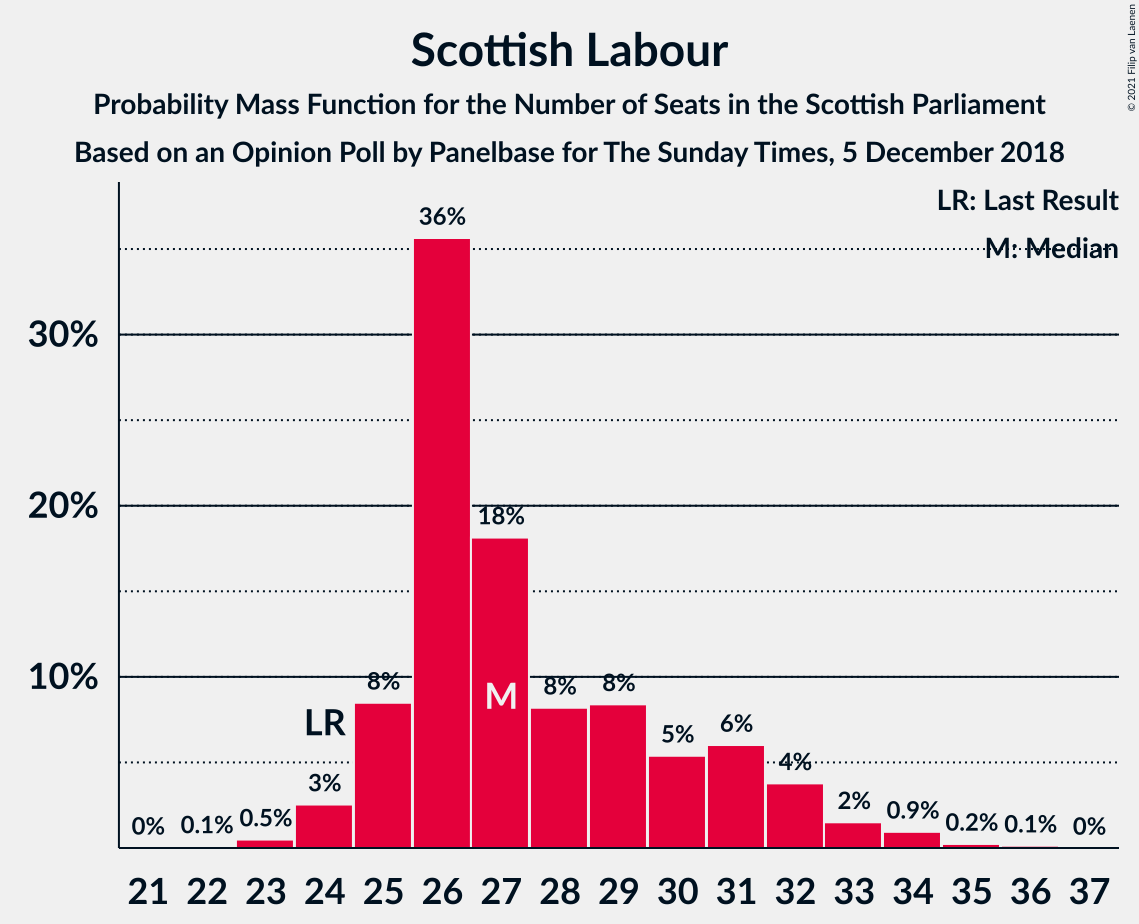 Scottish Labour
Probability Mass Function for the Number of Seats in the Scottish Parliament
Based on an Opinion Poll by Panelbase for The Sunday Times, 5 December 2018
© 2021 Filip van Laenen
LR: Last Result
M: Median
30%
20%
10%
0%
0.1%
0.5%
3%
LR
8%
36%
18%
M
8%
8%
5%
6%
4%
2%
0.9%
0.2%
0.1%
0%
21 22 23 24 25 26 27 28 29 30 31 32 33 34 35 36 37